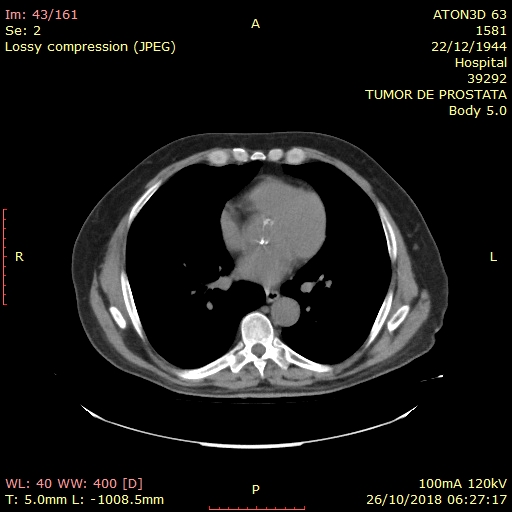 Im: 43/161
Se: 2
Lossy compression (JPEG)
A
ATON3D 63
1581
22/12/1944
Hospital
39292
TUMOR DE PROSTATA
Body 5.0
R
L
WL: 40 WW: 400 [D]
T: 5.0mm L: -1008.5mm
P
100mA 120kV
26/10/2018 06:27:17